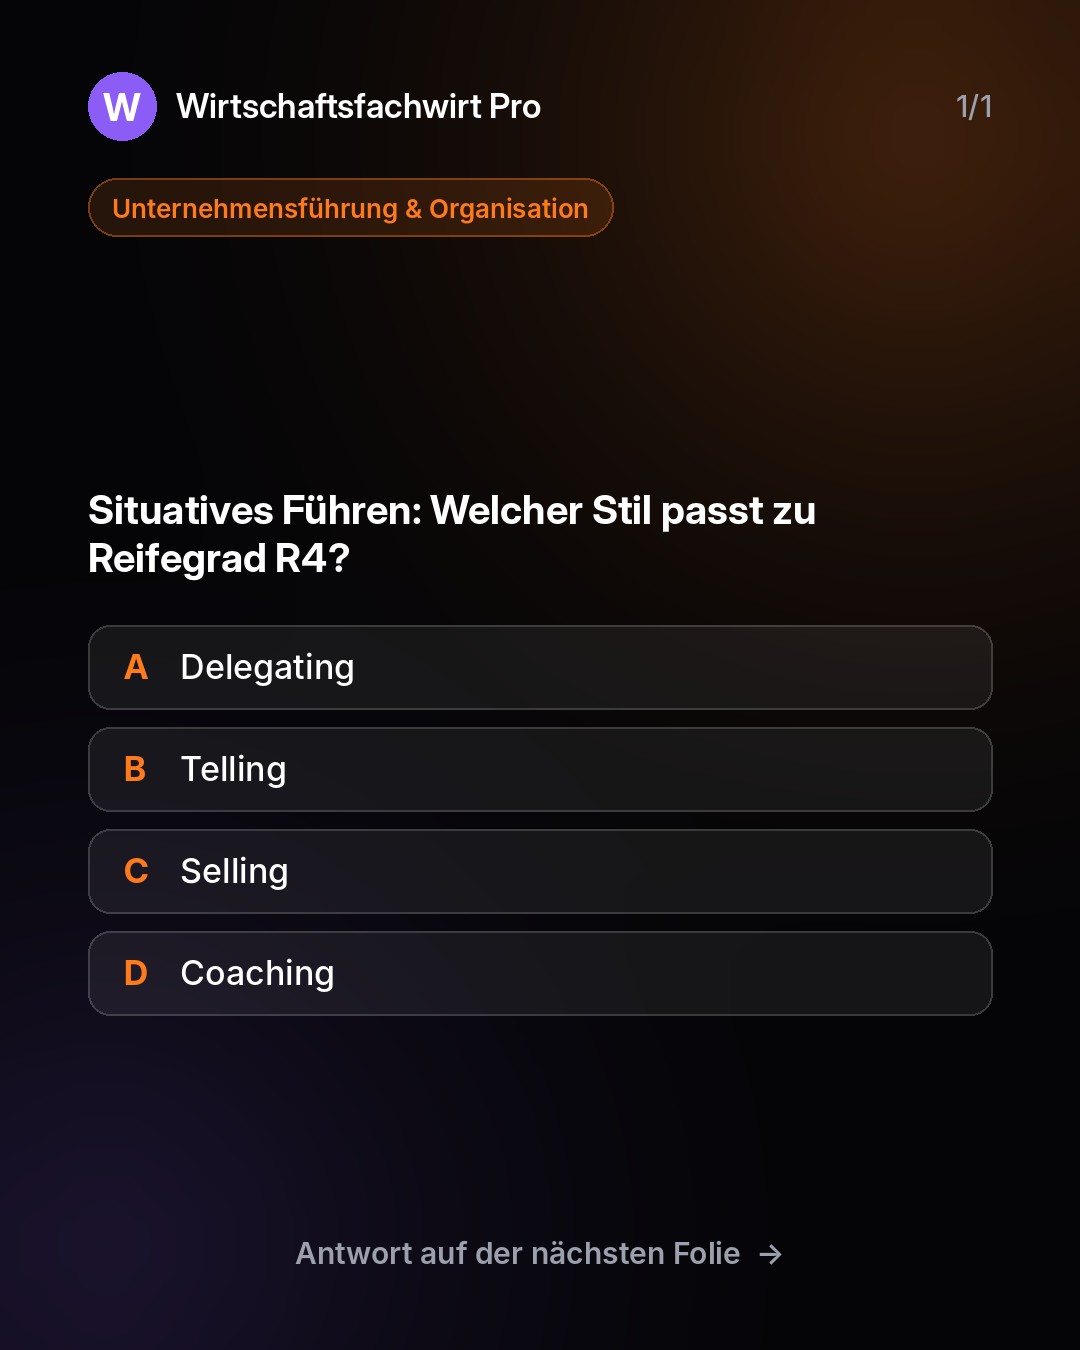 W Wirtschaftsfachwirt Pro 1/1
Unternehmensführung & Organisation
Situatives Führen: Welcher Stil passt zu
Reifegrad R4?
A Delegating
B Telling
C Selling
D Coaching
Antwort auf der nächsten Folie →